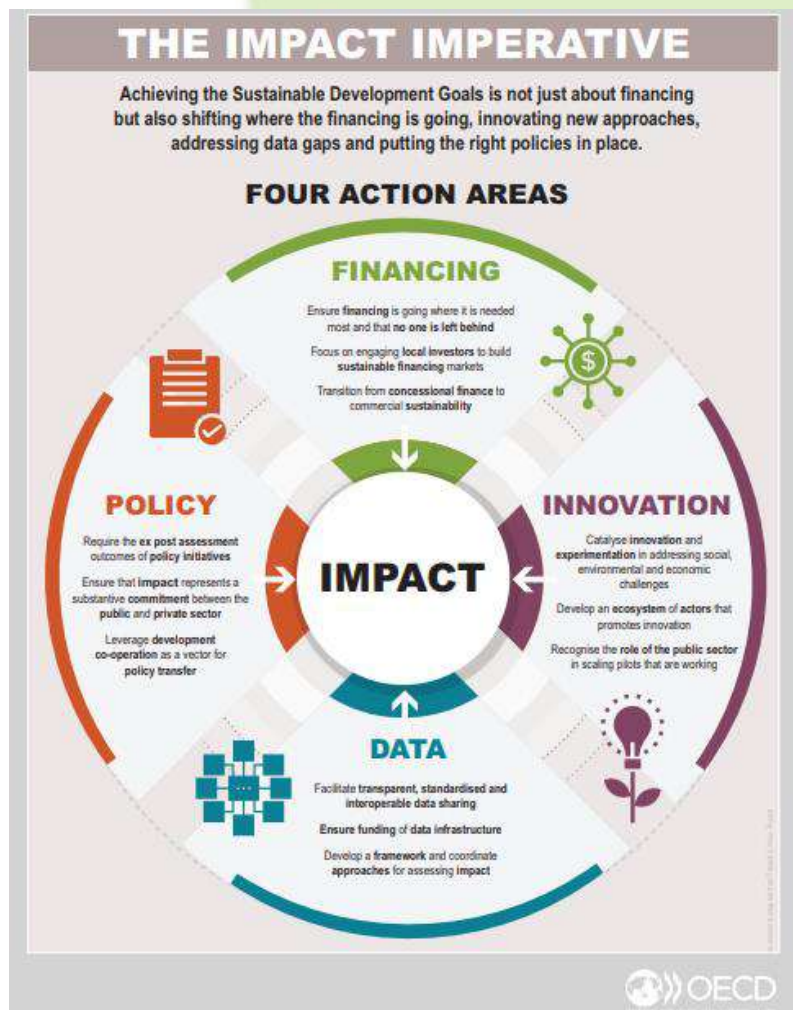 THE IMPACT IMPERATIVE
Achieving the Sustainable Development Goals is not just about financing
but also shifting where the financing is going, innovating new approaches,
addressing data gaps and putting the right policies in place.
FOUR ACTION AREAS
FINANCING
Ensure financing is going where it is needed
most and that no one is left behind
Focus on engaging local investors to build
sustainable financing markets
Transition from concessional finance to
commercial sustainability
$
POLICY
Require the ex post assessment
outcomes of policy initiatives
Ensure that impact represents a
substantive commitment between the
public and private sector
Leverage development
co-operation as a vector for
policy transfer
IMPACT
INNOVATION
Catalyse innovation and
experimentation in addressing social,
environmental and economic
challenges
Develop an ecosystem of actors that
promotes innovation
Recognise the role of the public sector
in scaling pilots that are working
DATA
Facilitate transparent, standardised and
interoperable data sharing
Ensure funding of data infrastructure
Develop a framework and coordinate
approaches for assessing impact
OECD